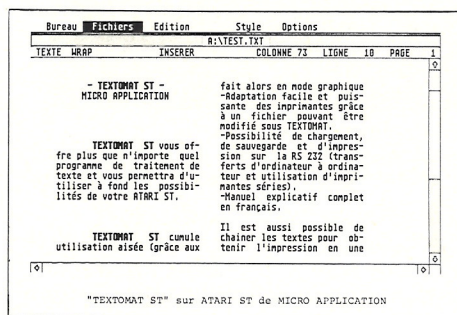 Bureau Fichiers Edition Style Options
A:\TEST.TXT
TEXTE WRAP INSERER COLONNE 73 LIGNE 10 PAGE 1
- TEXTOMAT ST -
MICRO APPLICATION
TEXTOMAT ST vous of-
fre plus que n'importe quel
programme de traitement de
texte et vous permettra d'u-
tiliser à fond les possibi-
lités de votre ATARI ST.
TEXTOMAT ST cumule
utilisation aisée (grâce aux
fait alors en mode graphique
-Adaptation facile et puis-
sante des imprimantes grâce
à un fichier pouvant être
modifié sous TEXTOMAT.
-Possibilité de chargement,
de sauvegarde et d'impres-
sion sur la RS 232 (trans-
ferts d'ordinateur à ordina-
teur et utilisation d'impri-
mantes séries).
-Manuel explicatif complet
en français.
Il est aussi possible de
chainer les textes pour ob-
tenir l'impression en une
"TEXTOMAT ST" sur ATARI ST de MICRO APPLICATION